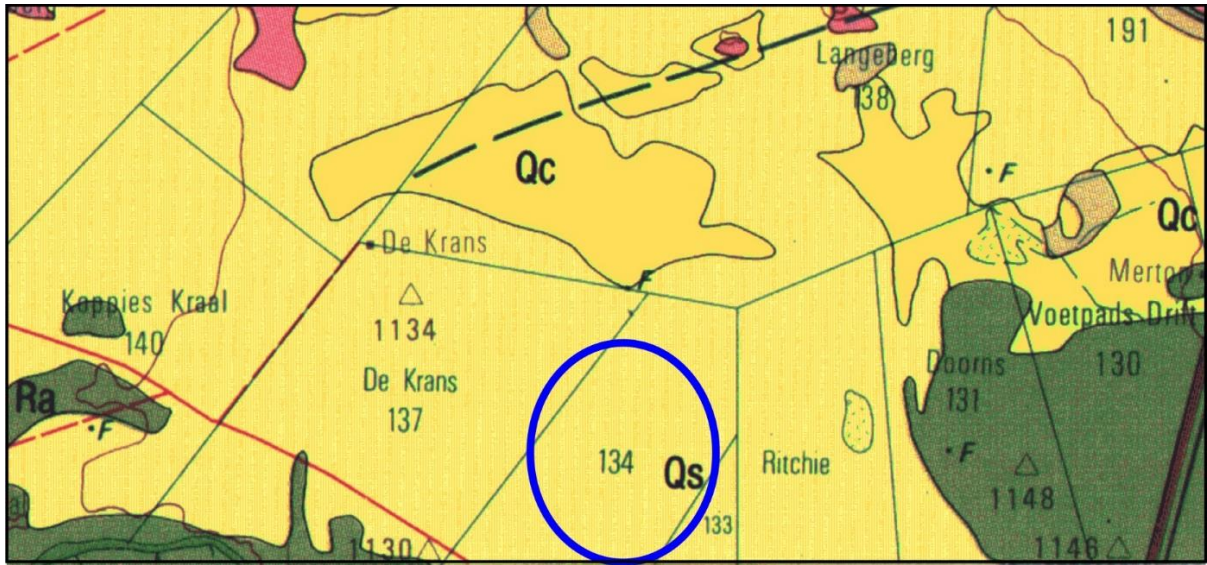 191
Langeberg
138
Qc
F
Qc
De Krans
F
Merton
Koppies Kraal
140
1134
Voetpads Drift
De Krans
137
Doorns
131
130
Ra
F
134
Qs
Ritchie
F
1148
133
1130
1146